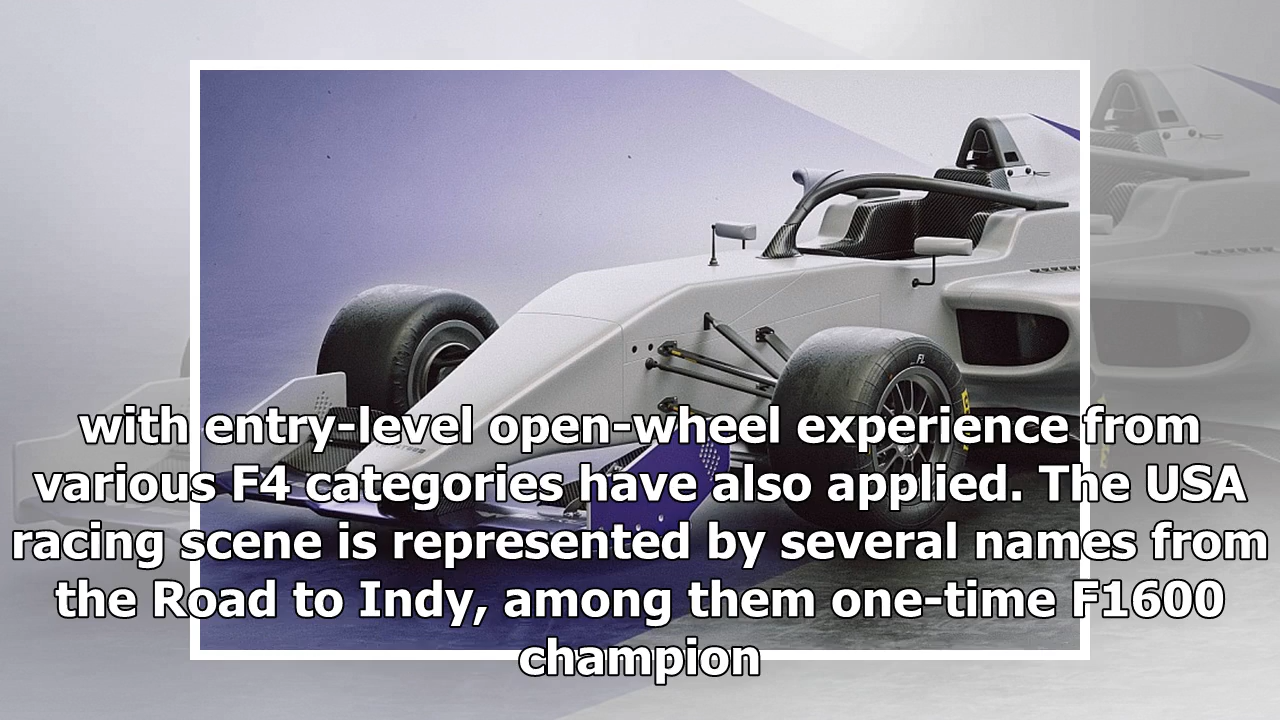 with entry-level open-wheel experience from
various F4 categories have also applied. The USA
racing scene is represented by several names from
the Road to Indy, among them one-time F1600
champion